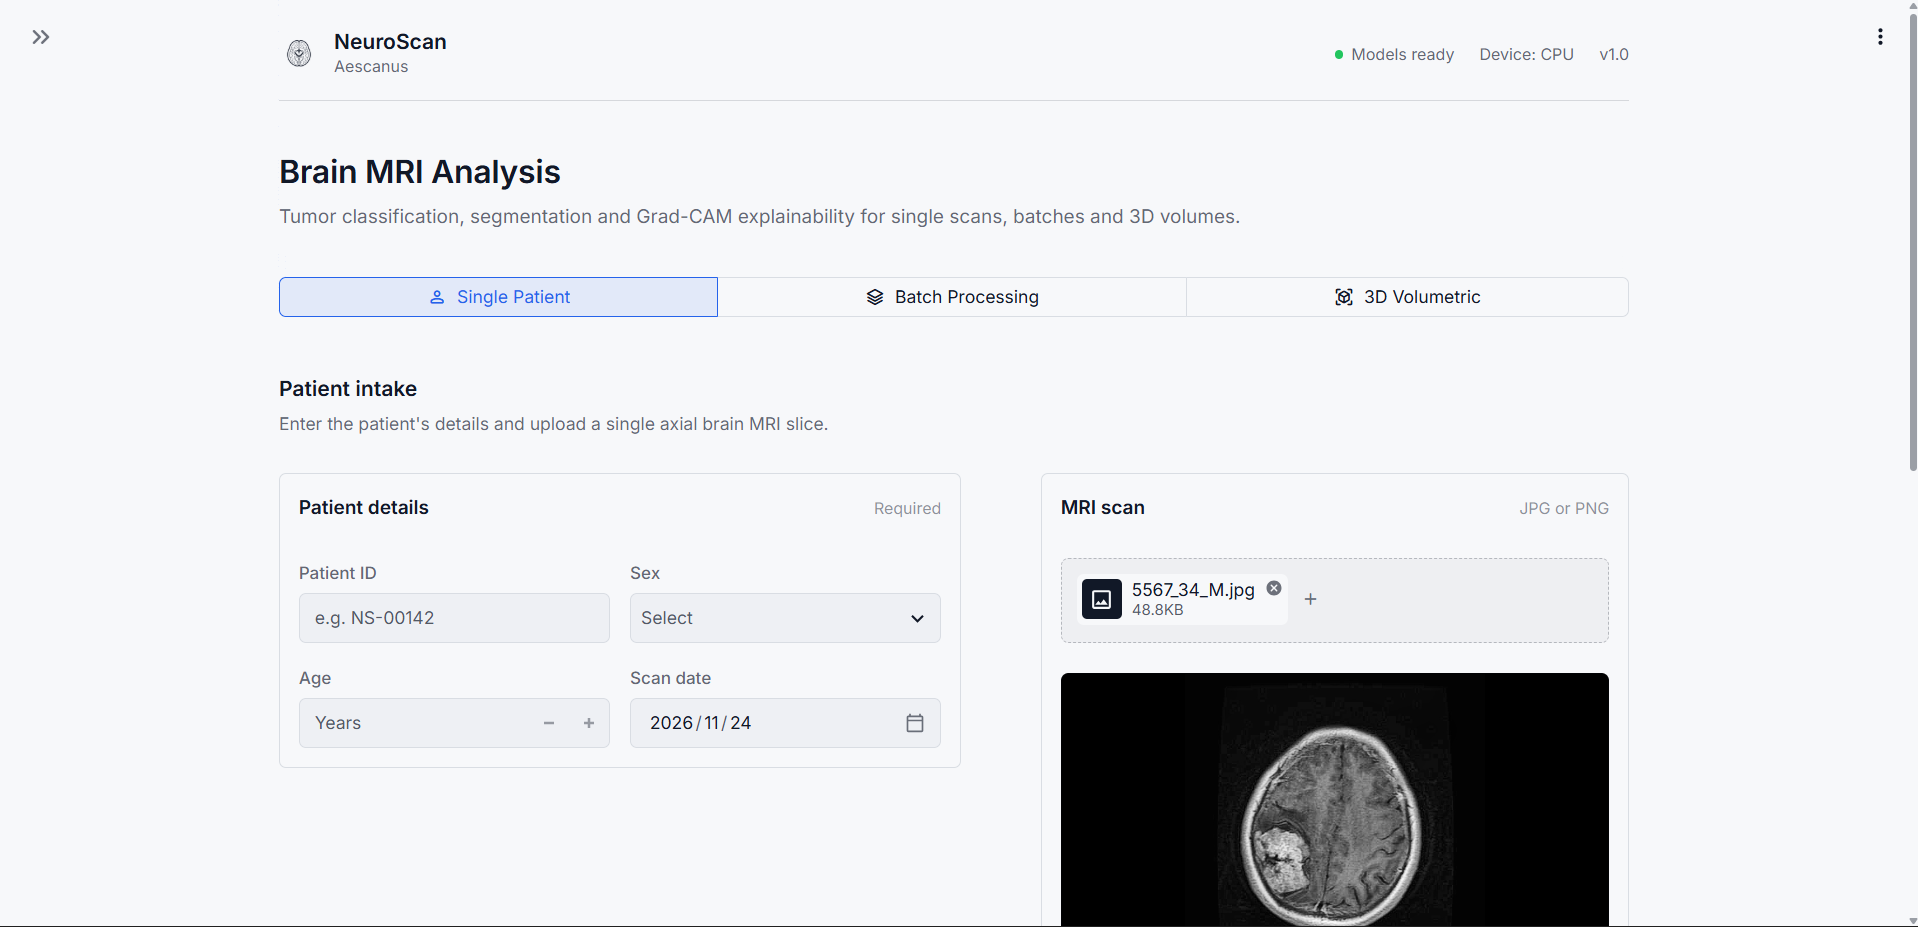 NeuroScan
Aescanus
Models ready Device: CPU v1.0
Brain MRI Analysis
Tumor classification, segmentation and Grad-CAM explainability for single scans, batches and 3D volumes.
Single Patient Batch Processing 3D Volumetric
Patient intake
Enter the patient's details and upload a single axial brain MRI slice.
Patient details Required
Patient ID Sex
e.g. NS-00142 Select
Age Scan date
Years − + 2026/11/24
MRI scan JPG or PNG
5567_34_M.jpg
48.8KB
+